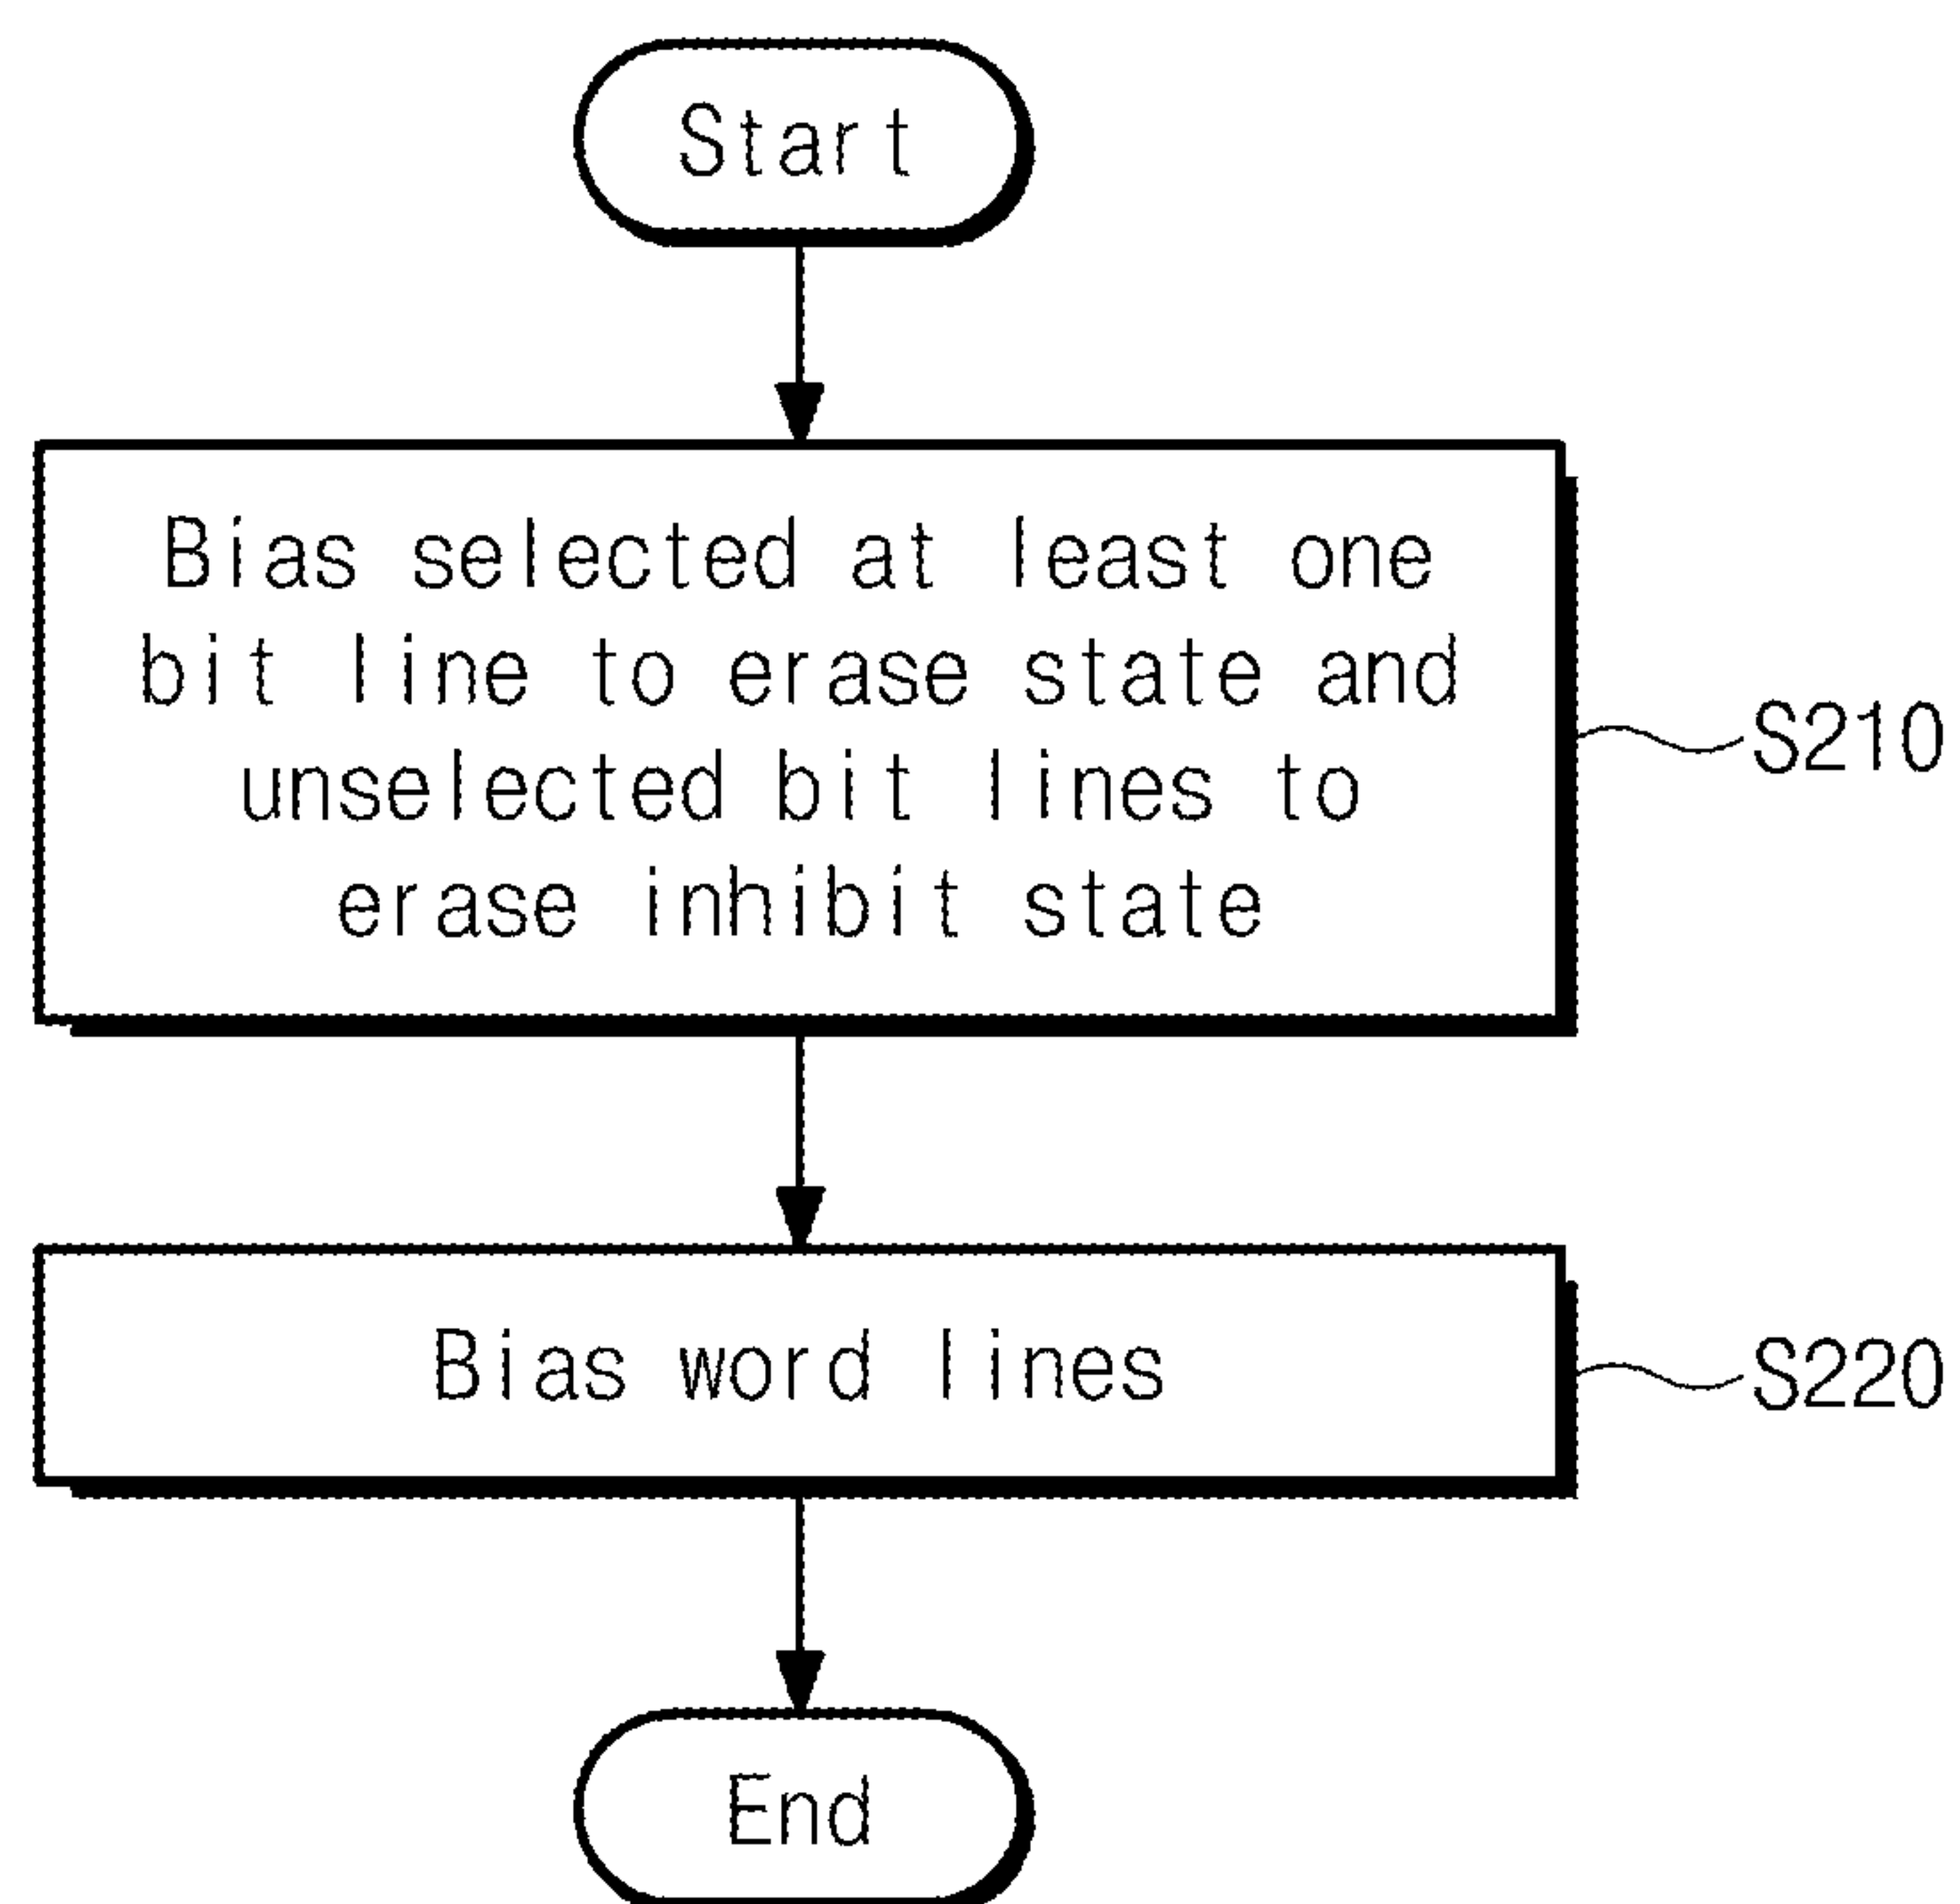 Start
Bias selected at least one
bit line to erase state and
unselected bit lines to
erase inhibit state
S210
Bias word lines
S220
End